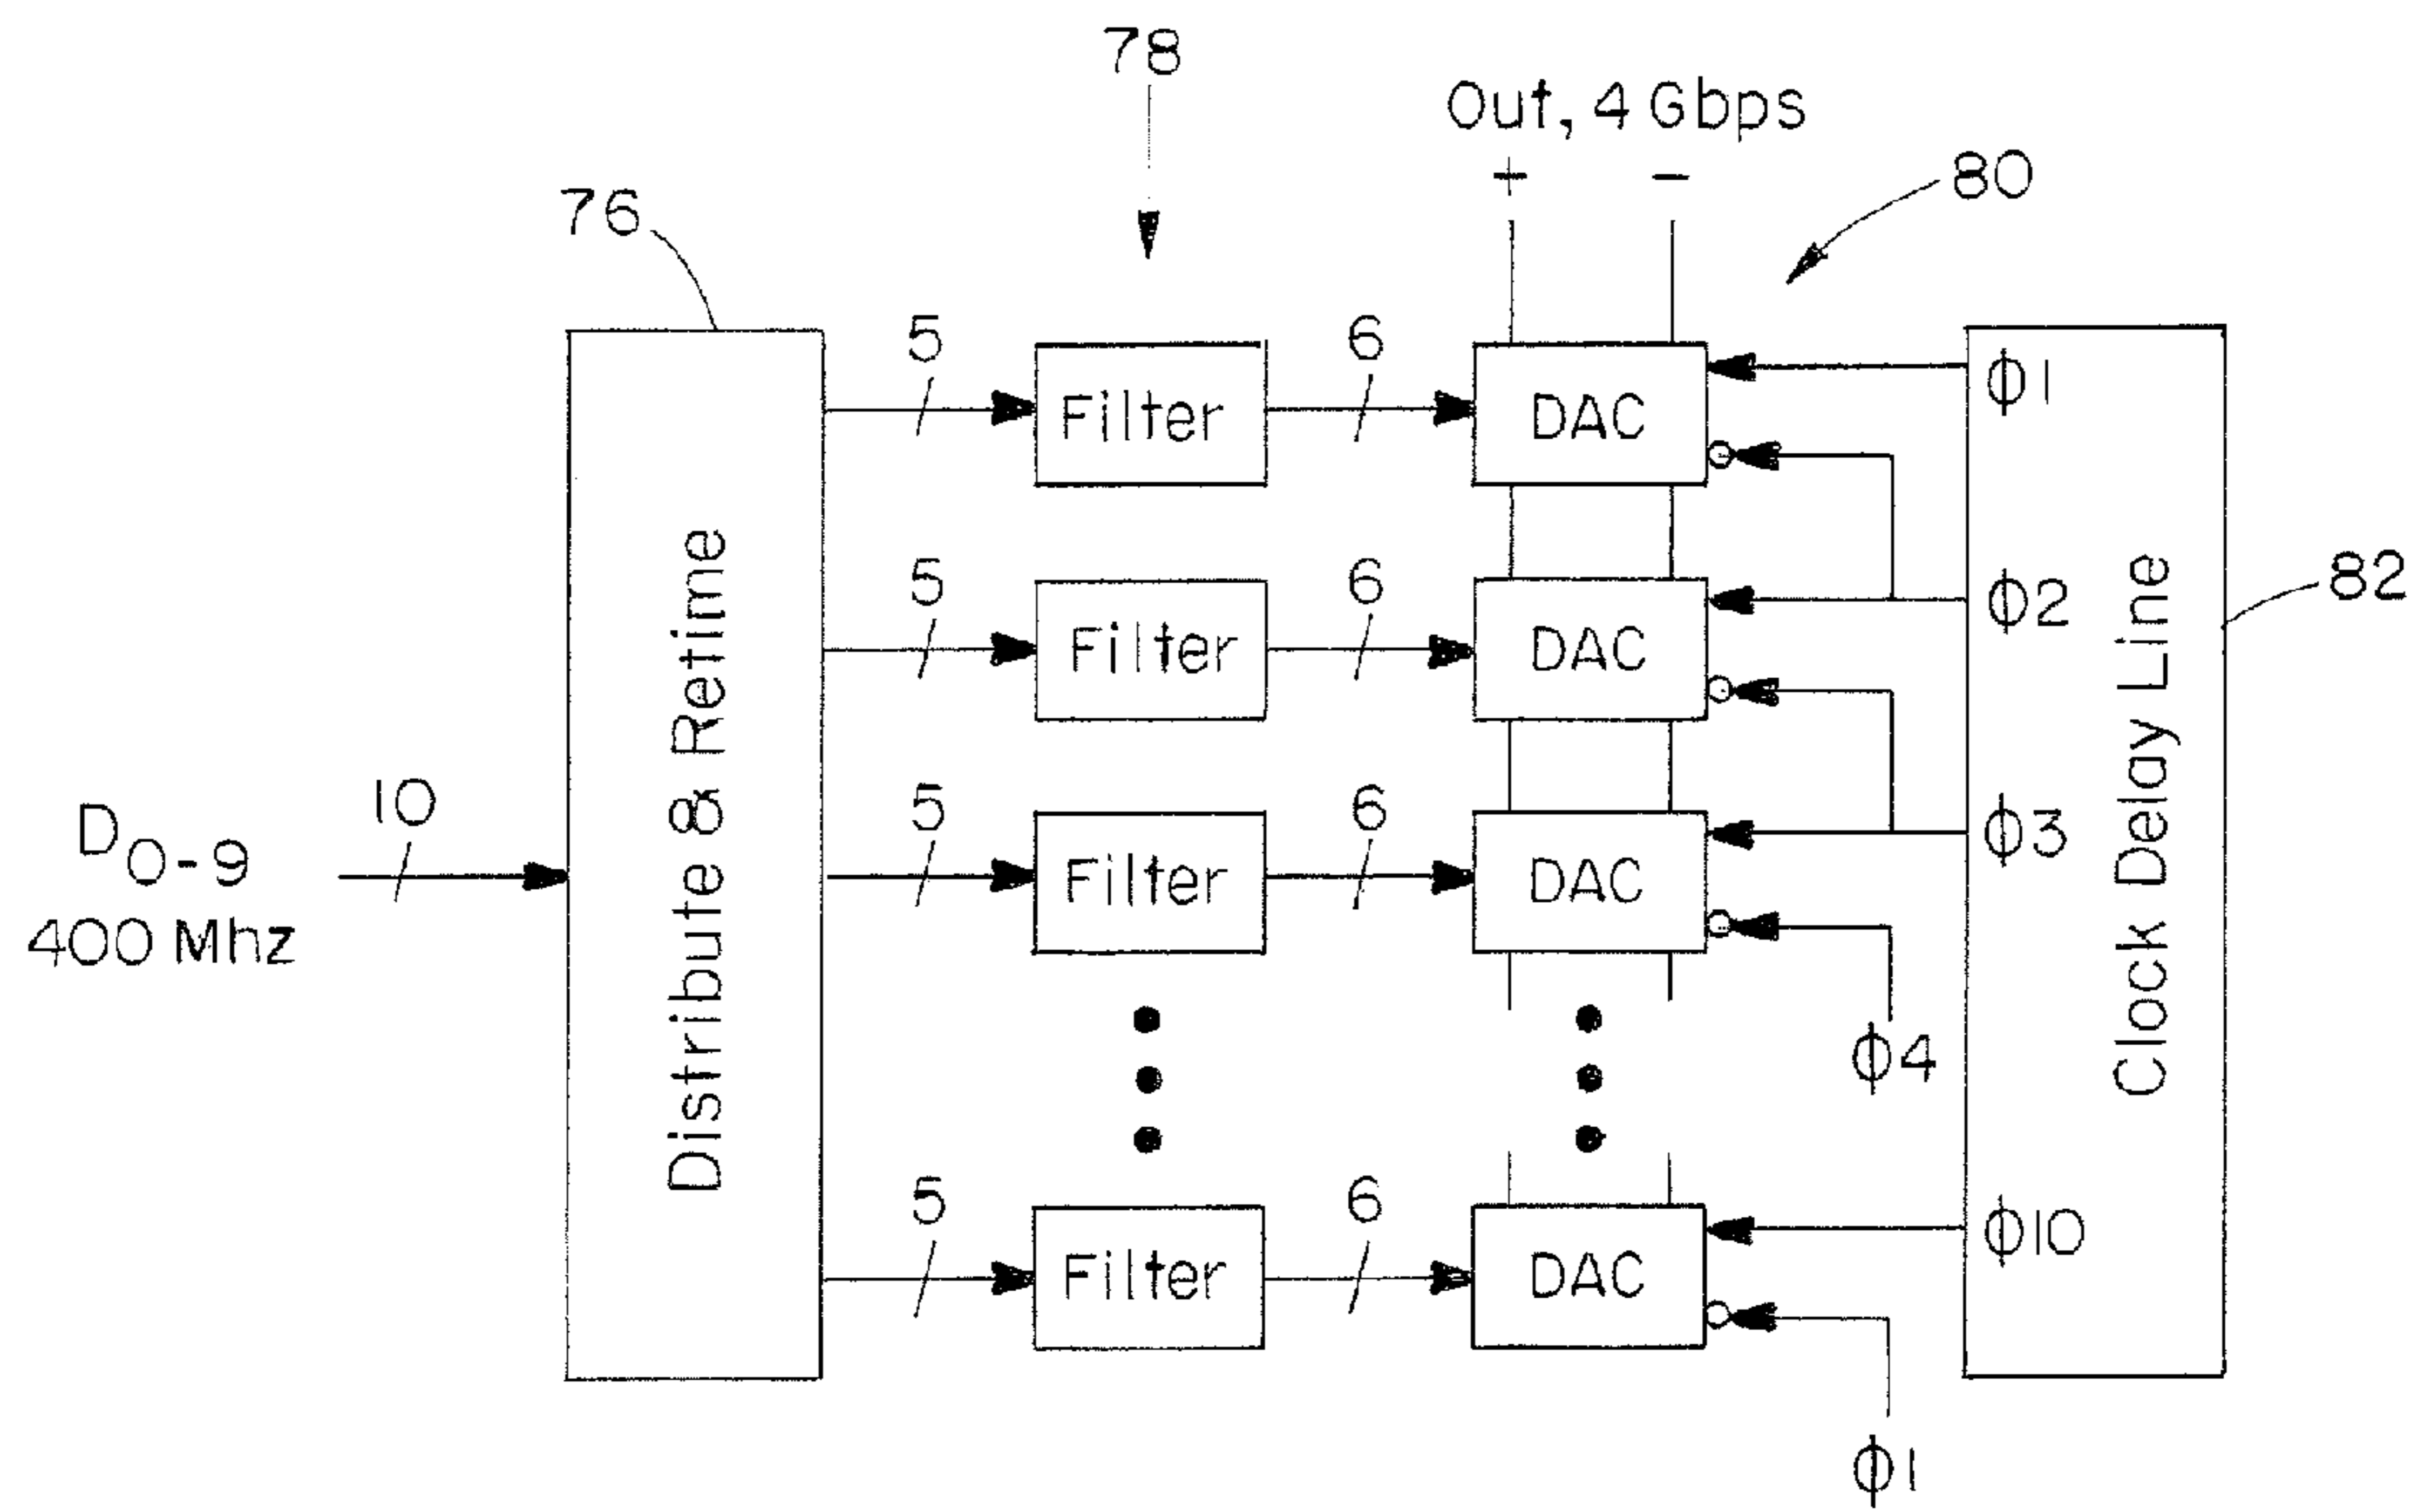 78
Out, 4 Gbps
+ −
80
76
5
Filter
6
DAC
ϕ1
5
Filter
6
DAC
ϕ2
82
Distribute & Retime
Clock Delay Line
10
D0-9
400 Mhz
5
Filter
6
DAC
ϕ3
ϕ4
5
Filter
6
DAC
ϕ10
ϕ1